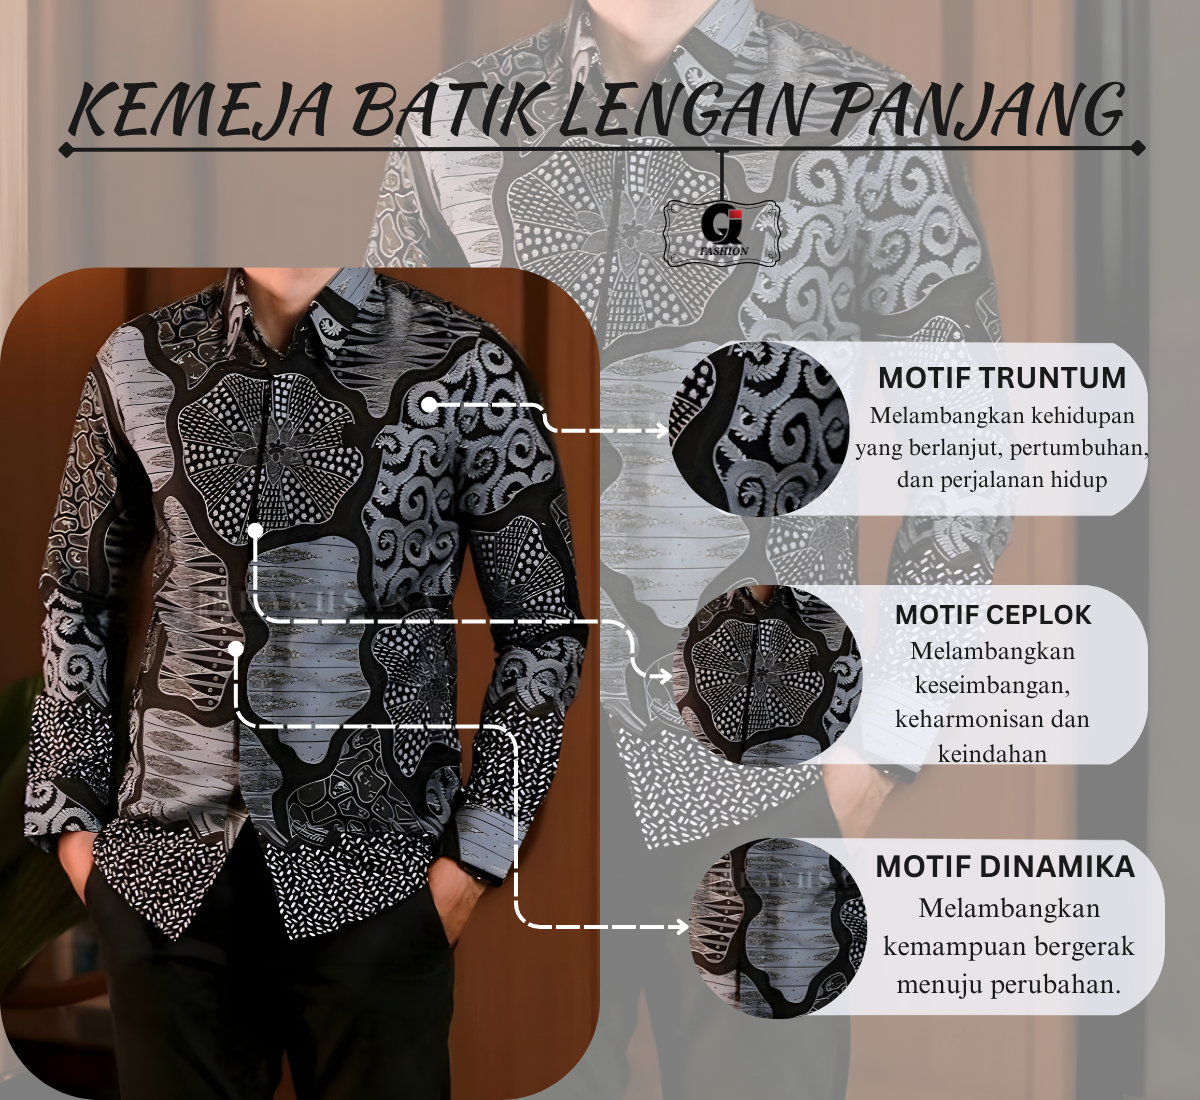 KEMEJA BATIK LENGAN PANJANG
FASHION
MOTIF TRUNTUM
Melambangkan kehidupan
yang berlanjut, pertumbuhan,
dan perjalanan hidup
MOTIF CEPLOK
Melambangkan
keseimbangan,
keharmonisan dan
keindahan
MOTIF DINAMIKA
Melambangkan
kemampuan bergerak
menuju perubahan.